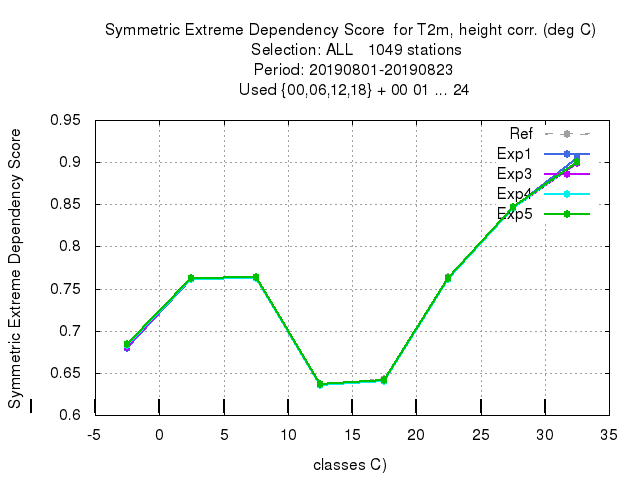 Symmetric Extreme Dependency Score  for T2m, height corr. (deg C)
Selection: ALL   1049 stations
Period: 20190801-20190823
Used {00,06,12,18} + 00 01 ... 24
Symmetric Extreme Dependency Score
0.95
0.9
0.85
0.8
0.75
0.7
0.65
0.6
Ref
Exp1
Exp3
Exp4
Exp5
-5 0 5 10 15 20 25 30 35
classes C)